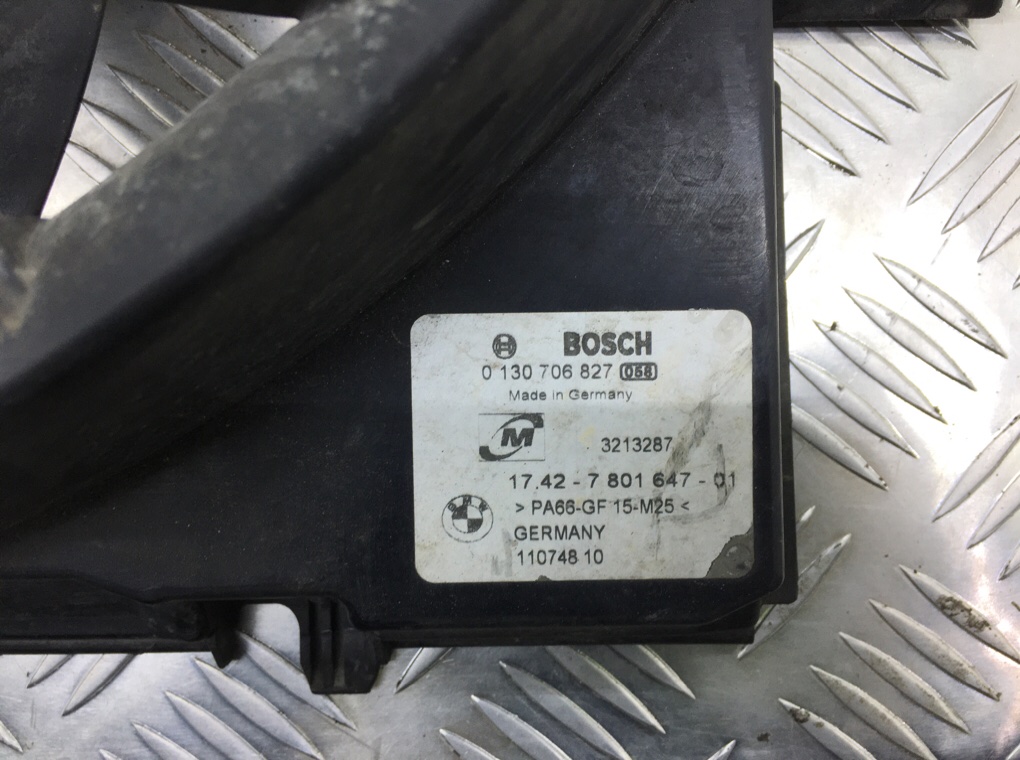 BOSCH
0 130 706 827 058
Made in Germany
M
3213287
17.42 - 7 801 647 - 01
BMW
> PA66-GF 15-M25 <
GERMANY
110748 10